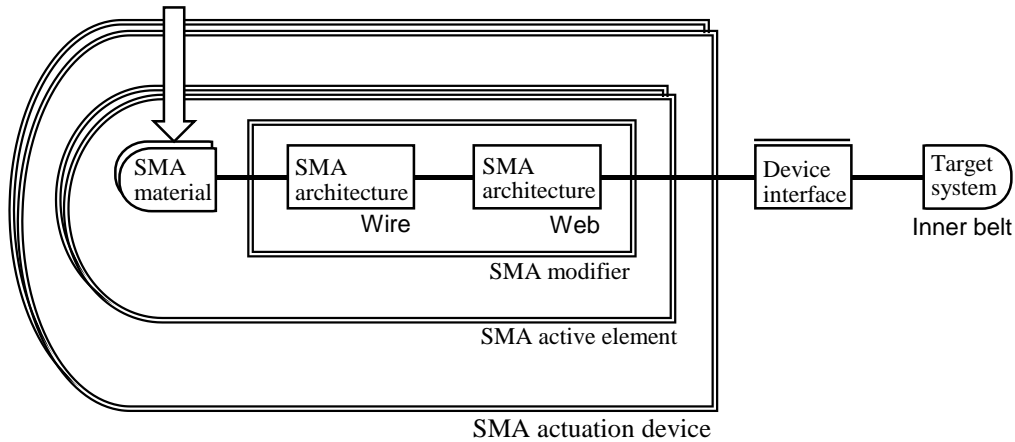 SMA
material
SMA
architecture
Wire
SMA
architecture
Web
Device
interface
Target
system
Inner belt
SMA modifier
SMA active element
SMA actuation device